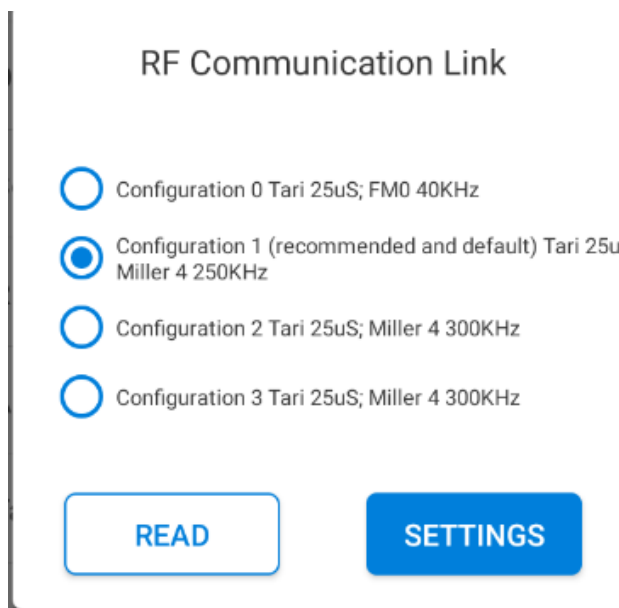 RF Communication Link
Configuration 0 Tari 25uS; FM0 40KHz
Configuration 1 (recommended and default) Tari 25u
Miller 4 250KHz
Configuration 2 Tari 25uS; Miller 4 300KHz
Configuration 3 Tari 25uS; Miller 4 300KHz
READ
SETTINGS